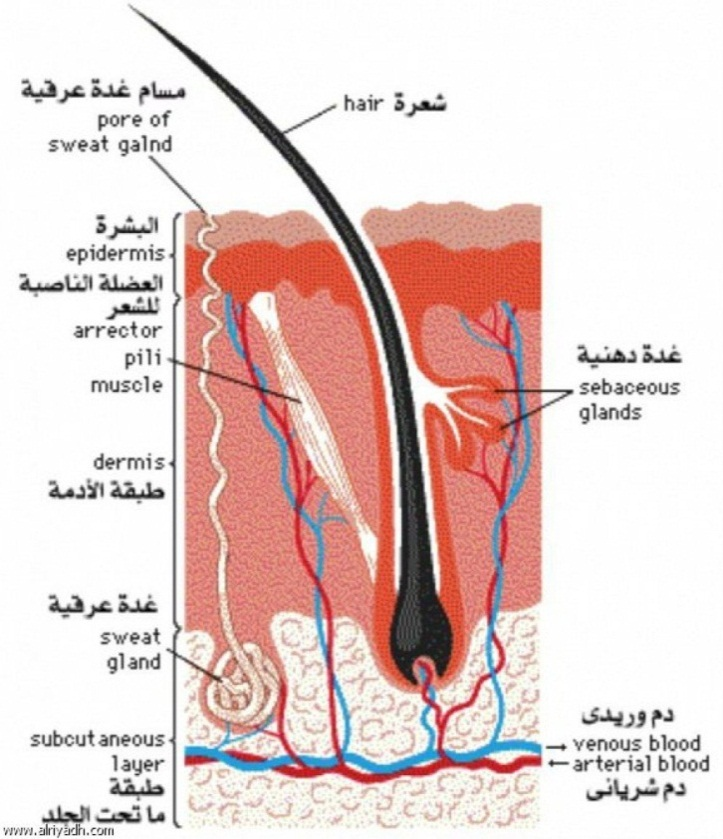 مسام غدة عرقية
pore of
sweat galnd
hair شعرة
البشرة
epidermis
العضلة الناصبة
للشعر
arrector
pili
muscle
غدة دهنية
sebaceous
glands
dermis
طبقة الأدمة
غدة عرقية
sweat
gland
subcutaneous
layer
طبقة
ما تحت الجلد
دم وريدى
venous blood
arterial blood
دم شريانى
www.alriyadh.com